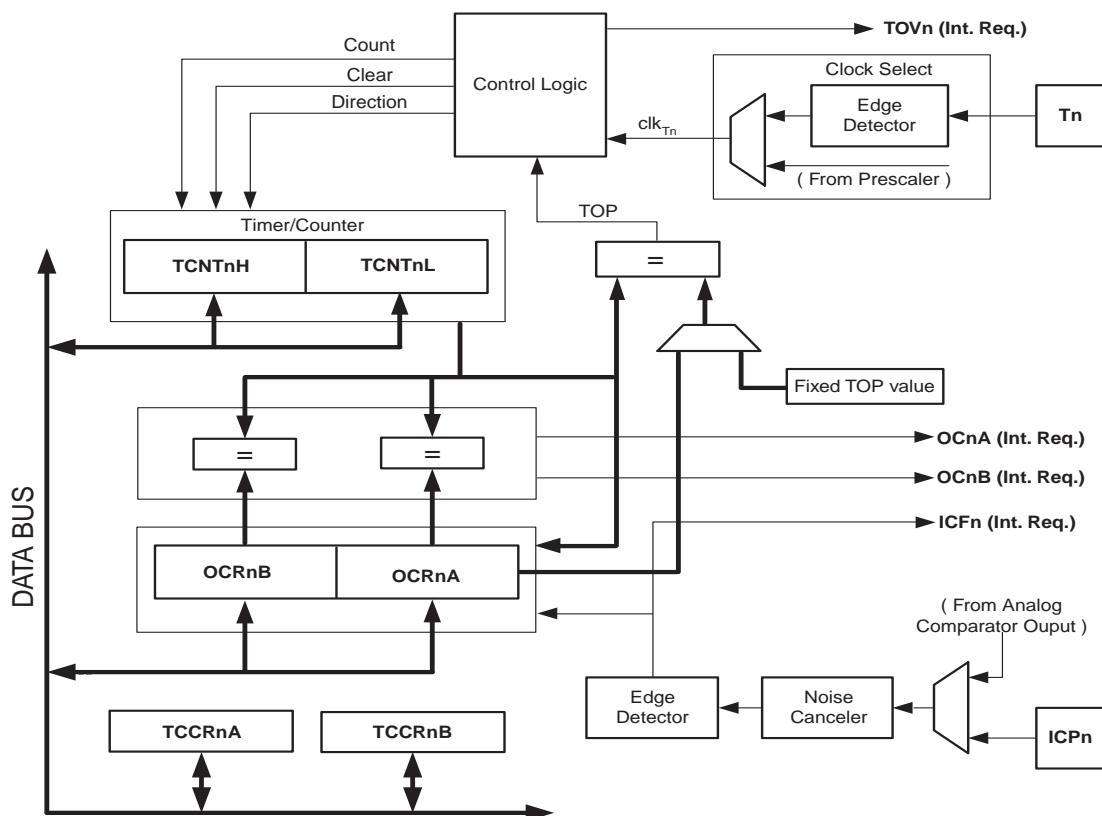 TOVn (Int. Req.)
Count
Clear
Direction
Control Logic
Clock Select
Edge
Detector
Tn
clkTn
( From Prescaler )
TOP
Timer/Counter
TCNTnH
TCNTnL
=
Fixed TOP value
=
=
OCnA (Int. Req.)
OCnB (Int. Req.)
ICFn (Int. Req.)
DATA BUS
OCRnB
OCRnA
( From Analog
Comparator Ouput )
Edge
Detector
Noise
Canceler
ICPn
TCCRnA
TCCRnB